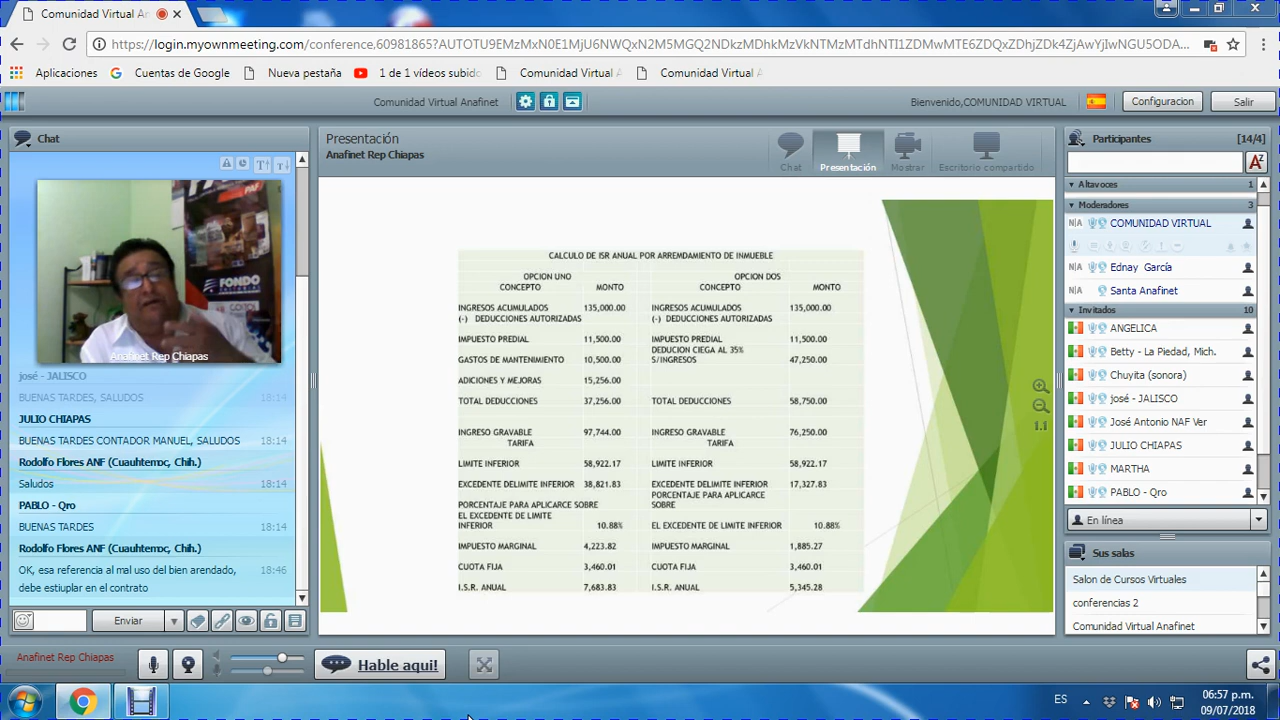 Comunidad Virtual An
https://login.myownmeeting.com/conference,60981865?AUTOTU9EMzMxN0E1MjU6NWQxN2M5MGQ2NDkzMDhkMzVkNTMzMTdhNTI1ZDMwMTE6ZDQxZDhjZDk4ZjAwYjIwNGU5ODA...
Aplicaciones
Cuentas de Google
Nueva pestaña
1 de 1 vídeos subido
Comunidad Virtual A
Comunidad Virtual A
Comunidad Virtual Anafinet
Bienvenido,COMUNIDAD VIRTUAL
Configuracion
Salir
Chat
Anafinet Rep Chiapas
josé - JALISCO
BUENAS TARDES, SALUDOS 18:14
JULIO CHIAPAS
BUENAS TARDES CONTADOR MANUEL, SALUDOS 18:14
Rodolfo Flores ANF (Cuauhtemoc, Chih.)
Saludos 18:14
PABLO - Qro
BUENAS TARDES 18:14
Rodolfo Flores ANF (Cuauhtemoc, Chih.)
OK, esa referencia al mal uso del bien arrendado, 18:46
debe estiuplar en el contrato
Enviar
Anafinet Rep Chiapas
Hable aqui!
Presentación
Anafinet Rep Chiapas
Chat
Presentación
Mostrar
Escritorio compartido
CALCULO DE ISR ANUAL POR ARREMDAMIENTO DE INMUEBLE
OPCION UNO OPCION DOS
CONCEPTO MONTO CONCEPTO MONTO
INGRESOS ACUMULADOS 135,000.00 INGRESOS ACUMULADOS 135,000.00
(-) DEDUCCIONES AUTORIZADAS (-) DEDUCCIONES AUTORIZADAS
IMPUESTO PREDIAL 11,500.00 IMPUESTO PREDIAL 11,500.00
DEDUCION CIEGA AL 35%
GASTOS DE MANTENIMIENTO 10,500.00 S/INGRESOS 47,250.00
ADICIONES Y MEJORAS 15,256.00
TOTAL DEDUCCIONES 37,256.00 TOTAL DEDUCCIONES 58,750.00
INGRESO GRAVABLE 97,744.00 INGRESO GRAVABLE 76,250.00
TARIFA TARIFA
LIMITE INFERIOR 58,922.17 LIMITE INFERIOR 58,922.17
EXCEDENTE DELIMITE INFERIOR 38,821.83 EXCEDENTE DELIMITE INFERIOR 17,327.83
PORCENTAJE PARA APLICARCE
PORCENTAJE PARA APLICARCE SOBRE SOBRE
EL EXCEDENTE DE LIMITE
INFERIOR 10.88% EL EXCEDENTE DE LIMITE INFERIOR 10.88%
IMPUESTO MARGINAL 4,223.82 IMPUESTO MARGINAL 1,885.27
CUOTA FIJA 3,460.01 CUOTA FIJA 3,460.01
I.S.R. ANUAL 7,683.83 I.S.R. ANUAL 5,345.28
1.1
Participantes [14/4]
Altavoces 1
Moderadores 3
N/A COMUNIDAD VIRTUAL
N/A Ednay García
N/A Santa Anafinet
Invitados 10
ANGELICA
Betty - La Piedad, Mich.
Chuyita (sonora)
josé - JALISCO
José Antonio NAF Ver
JULIO CHIAPAS
MARTHA
PABLO - Qro
En línea
Sus salas
Salon de Cursos Virtuales
conferencias 2
Comunidad Virtual Anafinet
ES
06:57 p.m.
09/07/2018